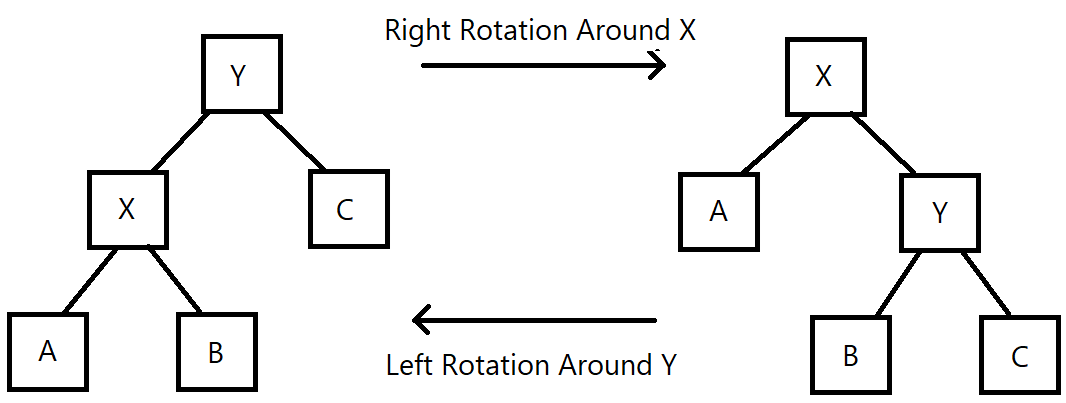 Right Rotation Around X
Y
X
X
C
A
Y
A
B
Left Rotation Around Y
B
C